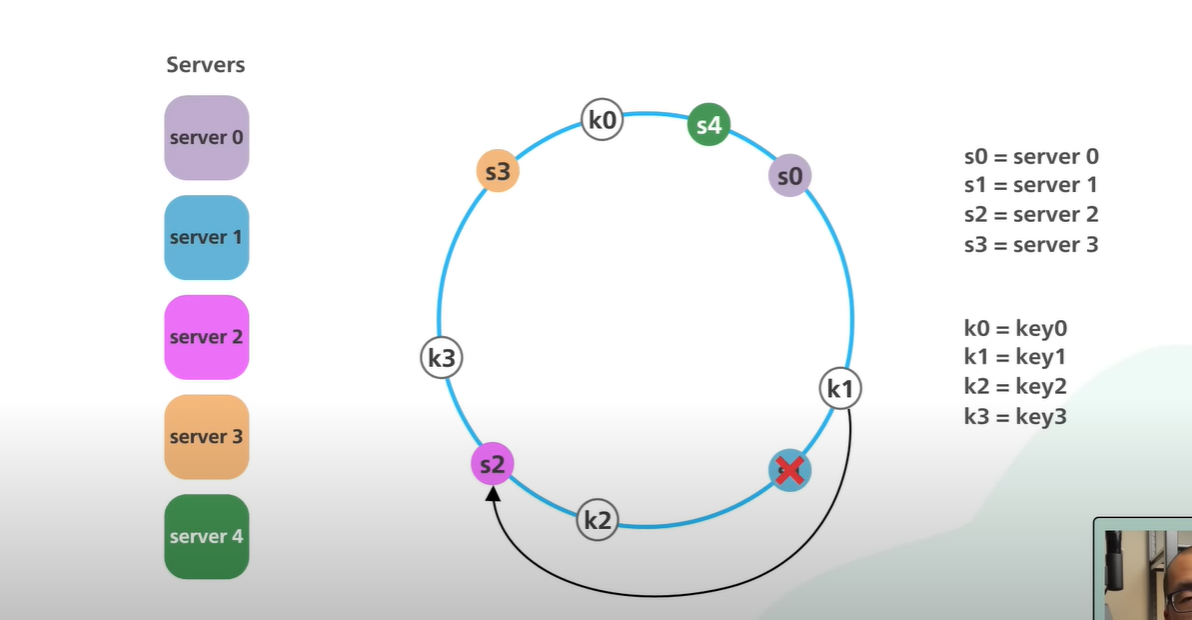 Servers
server 0
server 1
server 2
server 3
server 4
k0
s4
s3
s0
k3
k1
s2
k2
s0 = server 0
s1 = server 1
s2 = server 2
s3 = server 3
k0 = key0
k1 = key1
k2 = key2
k3 = key3